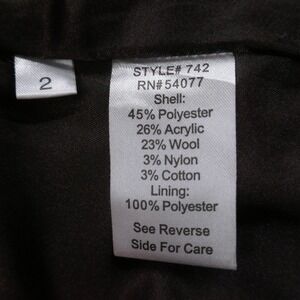 2
STYLE# 742
RN#54077
Shell:
45% Polyester
26% Acrylic
23% Wool
3% Nylon
3% Cotton
Lining:
100% Polyester
See Reverse
Side For Care